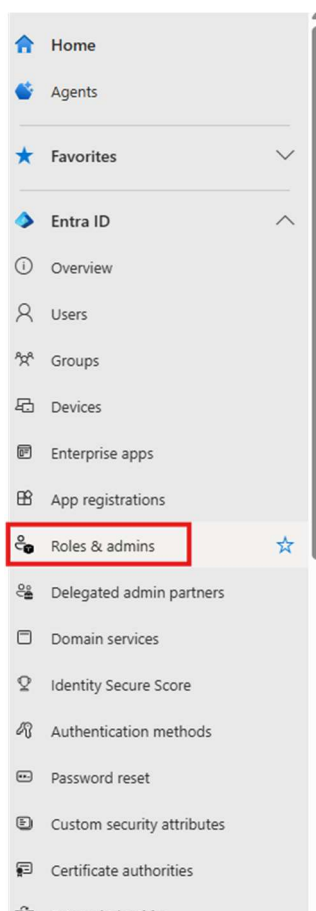 Home
Agents
Favorites
Entra ID
Overview
Users
Groups
Devices
Enterprise apps
App registrations
Roles & admins
Delegated admin partners
Domain services
Identity Secure Score
Authentication methods
Password reset
Custom security attributes
Certificate authorities